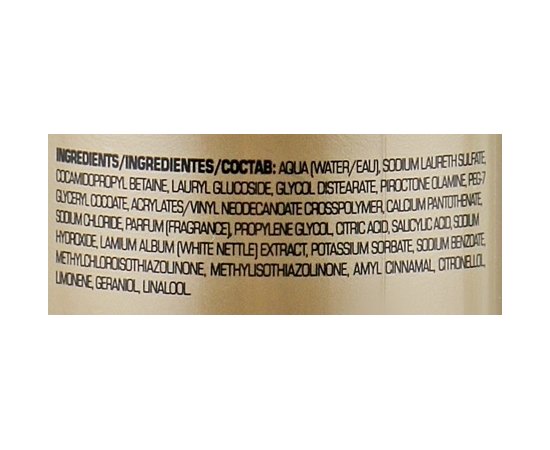 INGREDIENTS/INGREDIENTES/СОСТАВ: AQUA (WATER/EAU), SODIUM LAURETH SULFATE,
COCAMIDOPROPYL BETAINE, LAURYL GLUCOSIDE, GLYCOL DISTEARATE, PIROCTONE OLAMINE, PEG-7
GLYCERYL COCOATE, ACRYLATES/VINYL NEODECANOATE CROSSPOLYMER, CALCIUM PANTOTHENATE,
SODIUM CHLORIDE, PARFUM (FRAGRANCE), PROPYLENE GLYCOL, CITRIC ACID, SALICYLIC ACID, SODIUM
HYDROXIDE, LAMIUM ALBUM (WHITE NETTLE) EXTRACT, POTASSIUM SORBATE, SODIUM BENZOATE,
METHYLCHLOROISOTHIAZOLINONE, METHYLISOTHIAZOLINONE, AMYL CINNAMAL, CITRONELLOL,
LIMONENE, GERANIOL, LINALOOL.